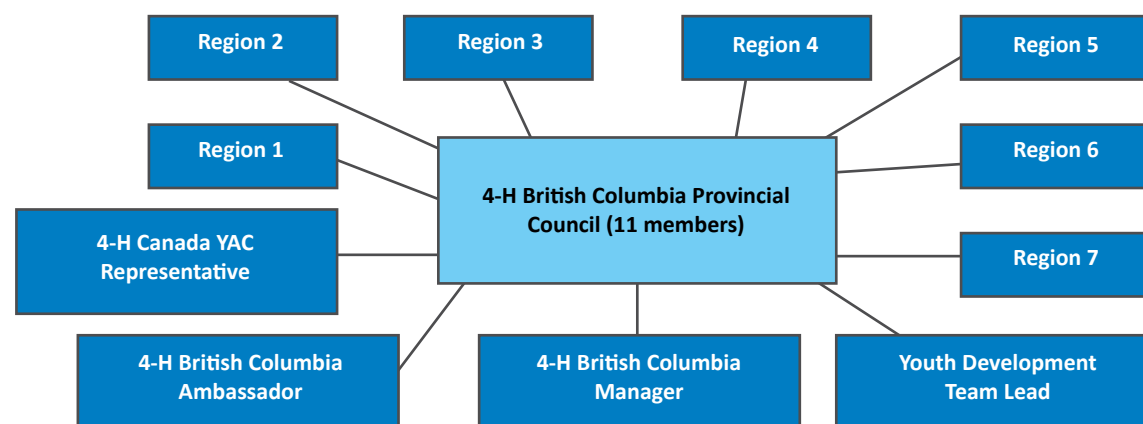 Region 2
Region 3
Region 4
Region 5
Region 1
Region 6
4-H British Columbia Provincial
Council (11 members)
4-H Canada YAC
Representative
Region 7
4-H British Columbia
Ambassador
4-H British Columbia
Manager
Youth Development
Team Lead